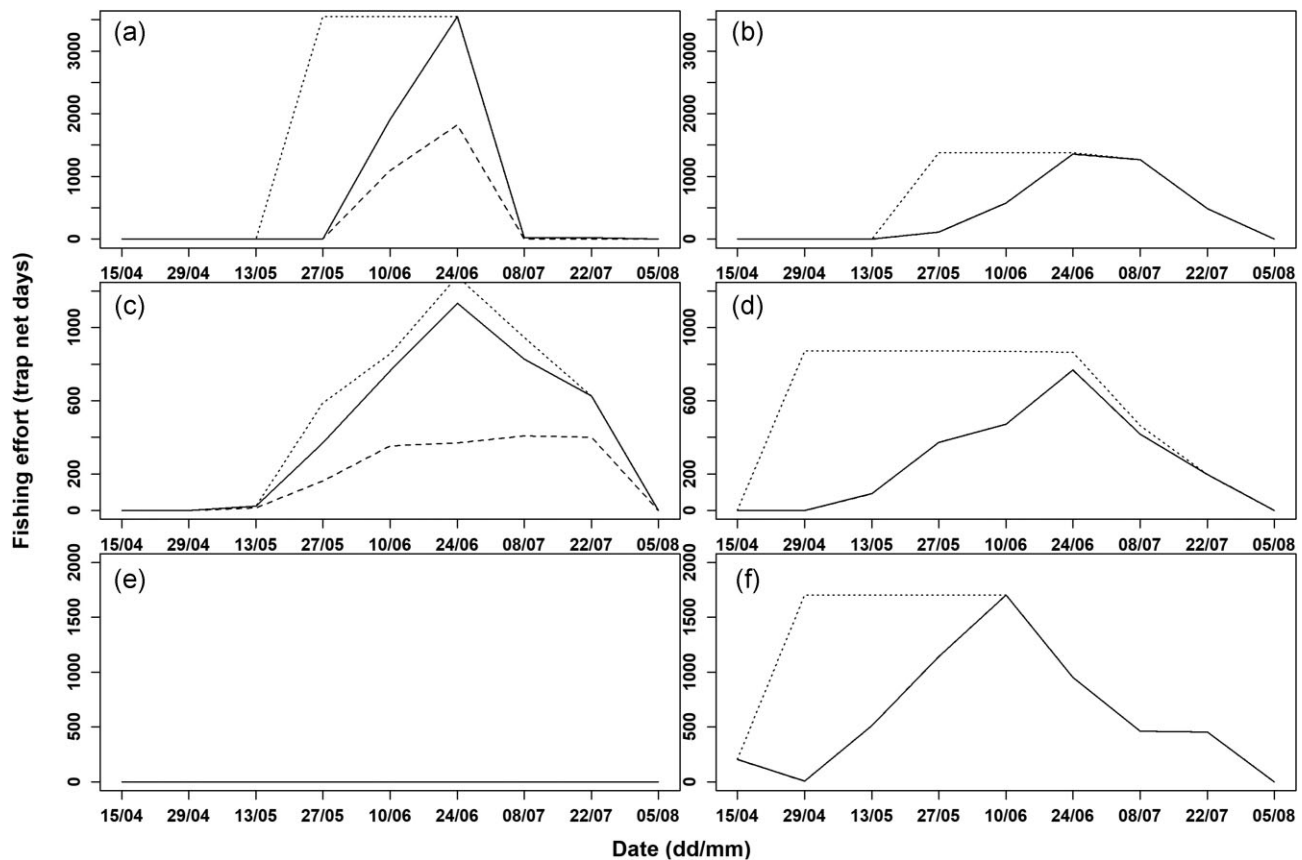 (a)
(b)
0 1000 2000 3000
0 1000 2000 3000
15/04 29/04 13/05 27/05 10/06 24/06 08/07 22/07 05/08
15/04 29/04 13/05 27/05 10/06 24/06 08/07 22/07 05/08
(c)
(d)
0 200 600 1000
0 200 600 1000
15/04 29/04 13/05 27/05 10/06 24/06 08/07 22/07 05/08
15/04 29/04 13/05 27/05 10/06 24/06 08/07 22/07 05/08
(e)
(f)
0 500 1000 1500 2000
0 500 1000 1500 2000
15/04 29/04 13/05 27/05 10/06 24/06 08/07 22/07 05/08
15/04 29/04 13/05 27/05 10/06 24/06 08/07 22/07 05/08
Fishing effort (trap net days)
Date (dd/mm)